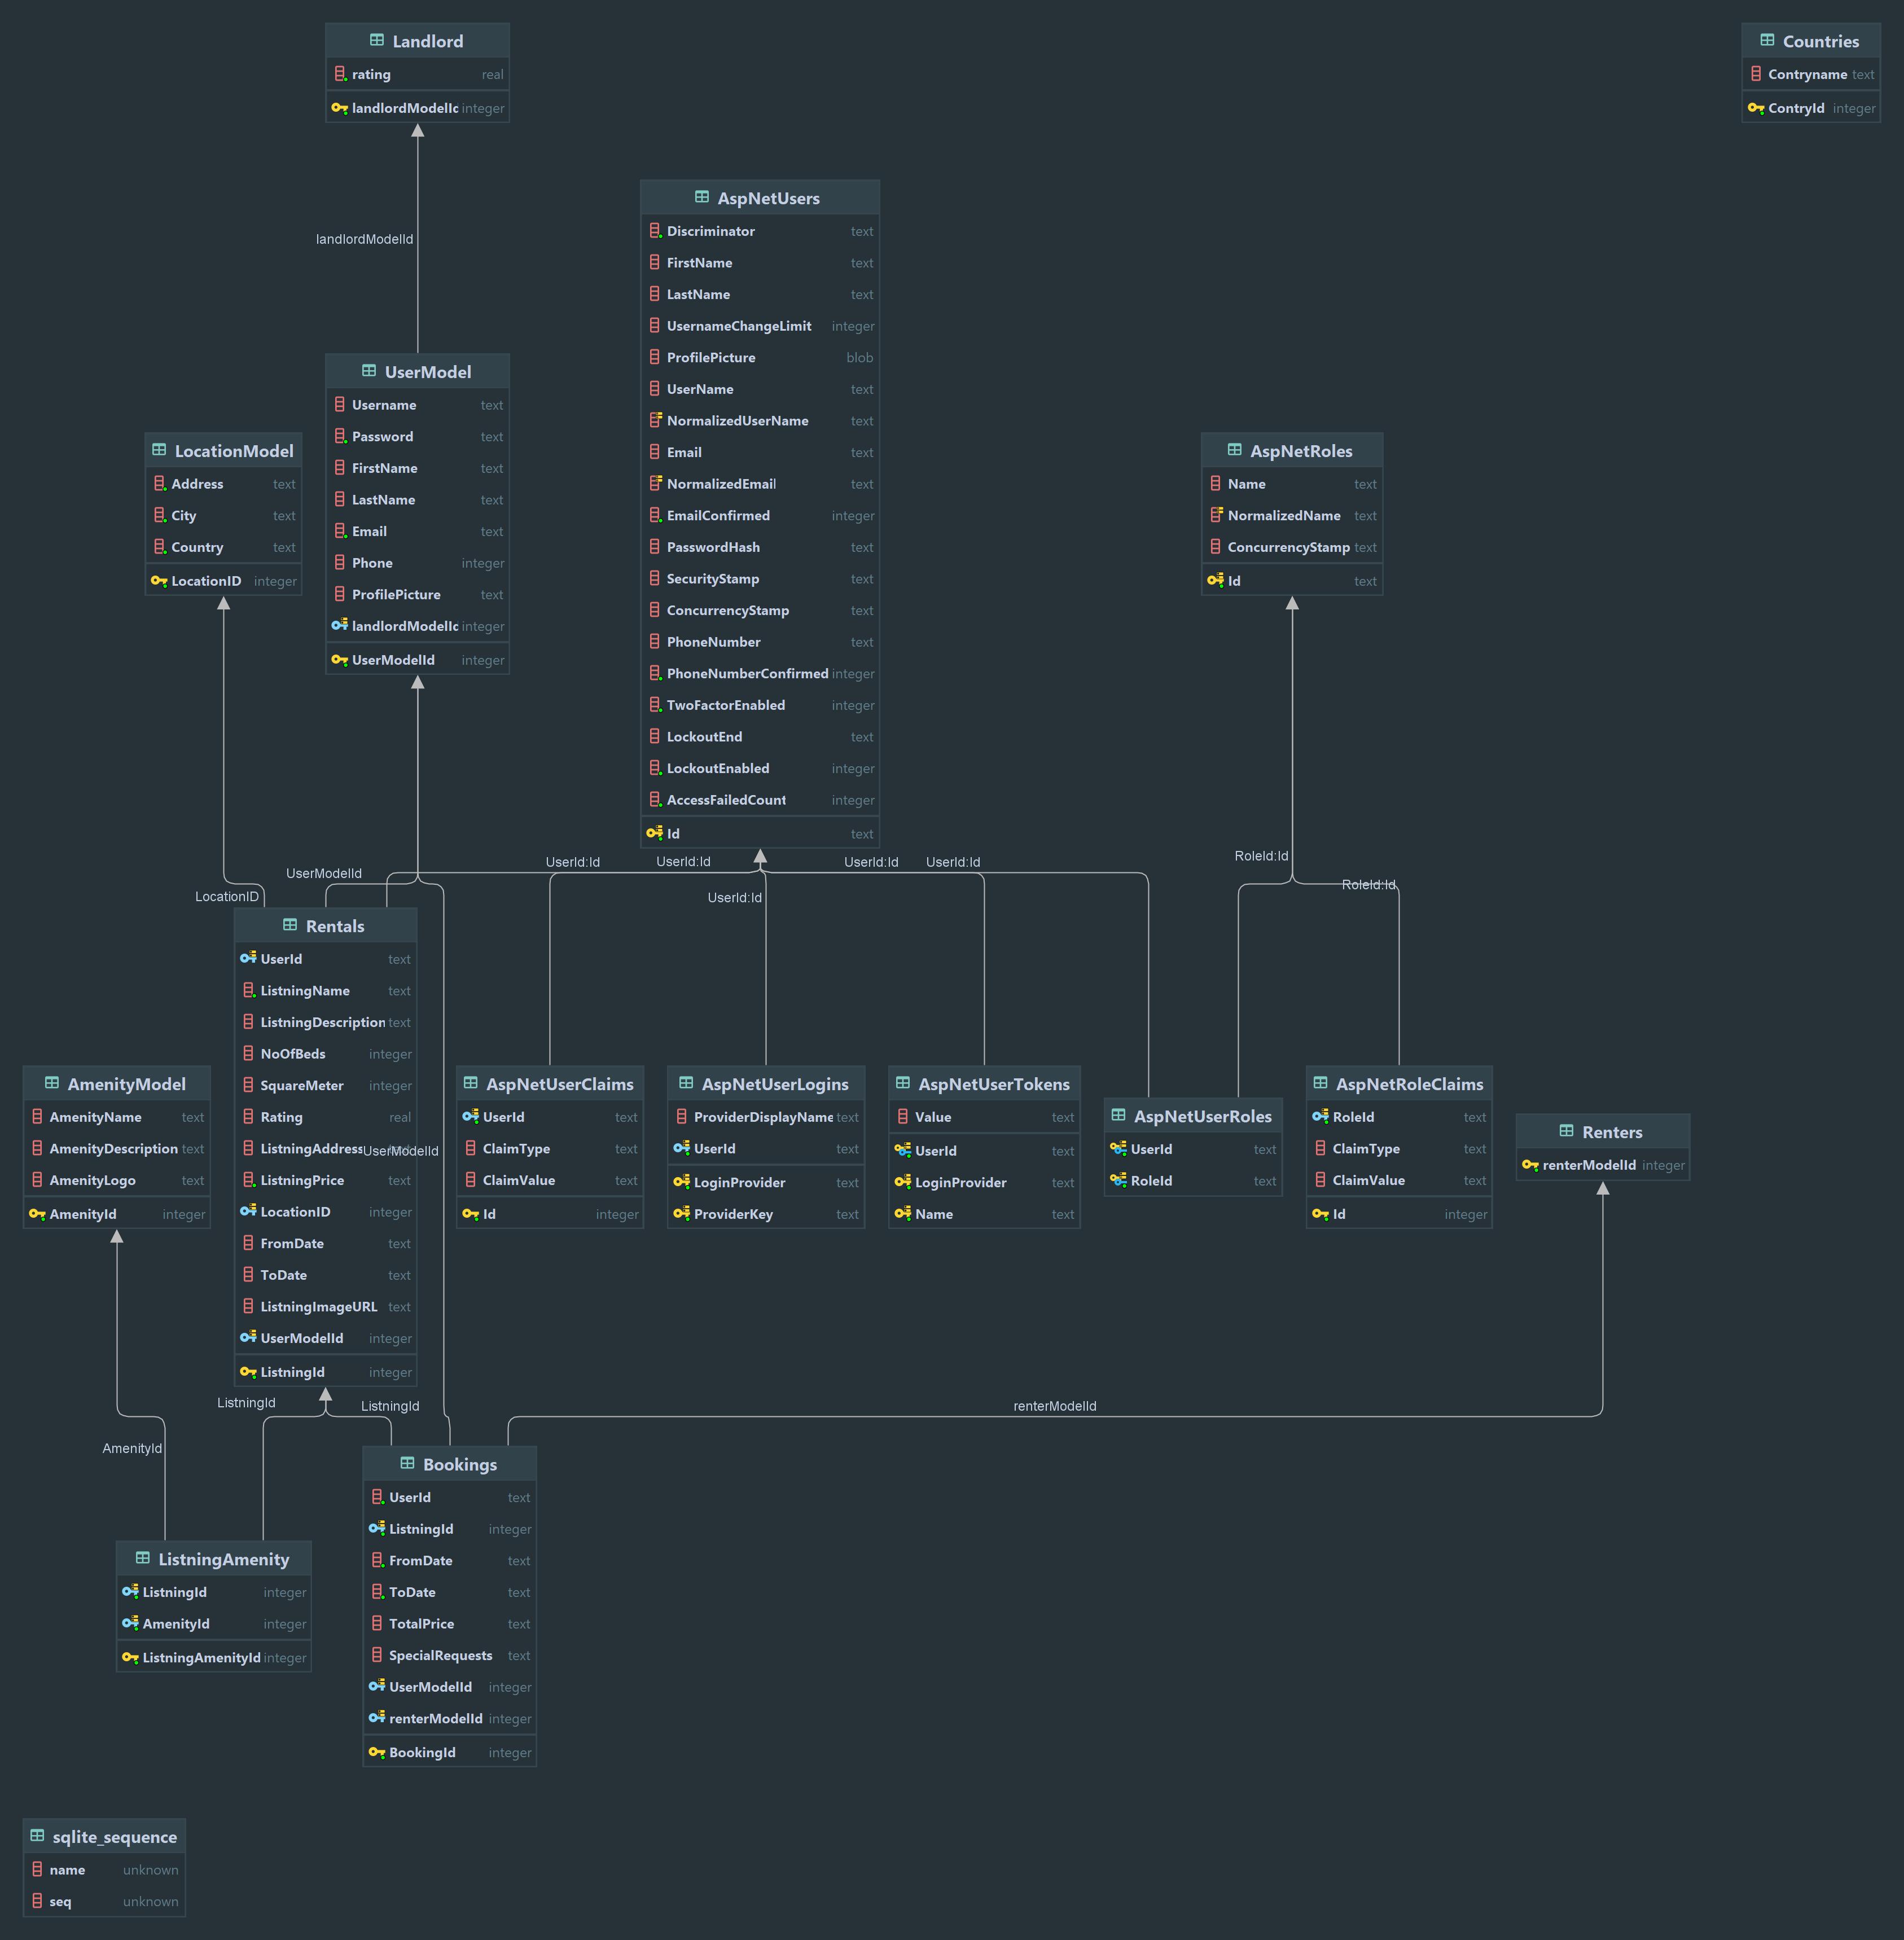 Landlord
rating real
landlordModelIc integer
Countries
Contryname text
ContryId integer
landlordModelId
AspNetUsers
Discriminator text
FirstName text
LastName text
UsernameChangeLimit integer
ProfilePicture blob
UserName text
NormalizedUserName text
Email text
NormalizedEmail text
EmailConfirmed integer
PasswordHash text
SecurityStamp text
ConcurrencyStamp text
PhoneNumber text
PhoneNumberConfirmed integer
TwoFactorEnabled integer
LockoutEnd text
LockoutEnabled integer
AccessFailedCount integer
Id text
UserModel
Username text
Password text
FirstName text
LastName text
Email text
Phone integer
ProfilePicture text
landlordModelIc integer
UserModelId integer
LocationModel
Address text
City text
Country text
LocationID integer
AspNetRoles
Name text
NormalizedName text
ConcurrencyStamp text
Id text
UserId:Id
UserId:Id
UserId:Id
UserId:Id
UserId:Id
RoleId:Id
RoleId:Id
UserModelId
LocationID
Rentals
UserId text
ListningName text
ListningDescription text
NoOfBeds integer
SquareMeter integer
Rating real
ListningAddress
ListningPrice text
LocationID integer
FromDate text
ToDate text
ListningImageURL text
UserModelId integer
ListningId integer
UserModelId
AmenityModel
AmenityName text
AmenityDescription text
AmenityLogo text
AmenityId integer
AspNetUserClaims
UserId text
ClaimType text
ClaimValue text
Id integer
AspNetUserLogins
ProviderDisplayName text
UserId text
LoginProvider text
ProviderKey text
AspNetUserTokens
Value text
UserId text
LoginProvider text
Name text
AspNetUserRoles
UserId text
RoleId text
AspNetRoleClaims
RoleId text
ClaimType text
ClaimValue text
Id integer
Renters
renterModelId integer
ListningId
ListningId
renterModelId
AmenityId
Bookings
UserId text
ListningId integer
FromDate text
ToDate text
TotalPrice text
SpecialRequests text
UserModelId integer
renterModelId integer
BookingId integer
ListningAmenity
ListningId integer
AmenityId integer
ListningAmenityId integer
sqlite_sequence
name unknown
seq unknown